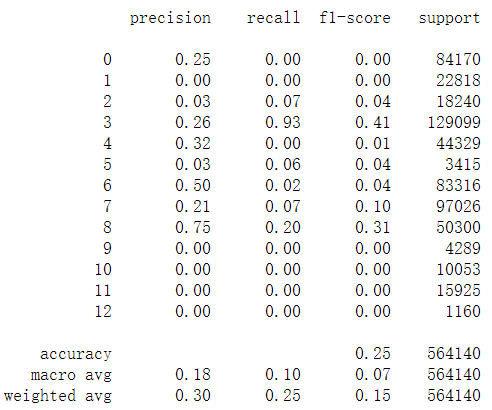 precision recall f1-score support
0 0.25 0.00 0.00 84170
1 0.00 0.00 0.00 22818
2 0.03 0.07 0.04 18240
3 0.26 0.93 0.41 129099
4 0.32 0.00 0.01 44329
5 0.03 0.06 0.04 3415
6 0.50 0.02 0.04 83316
7 0.21 0.07 0.10 97026
8 0.75 0.20 0.31 50300
9 0.00 0.00 0.00 4289
10 0.00 0.00 0.00 10053
11 0.00 0.00 0.00 15925
12 0.00 0.00 0.00 1160
accuracy 0.25 564140
macro avg 0.18 0.10 0.07 564140
weighted avg 0.30 0.25 0.15 564140